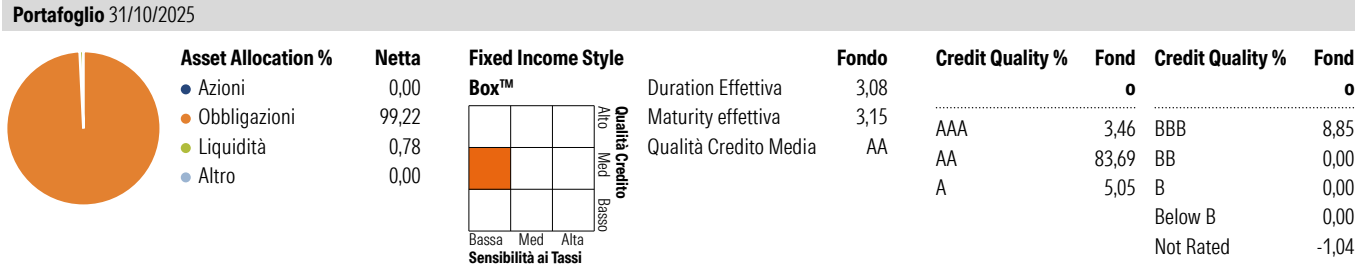 Portafoglio 31/10/2025
Asset Allocation % Netta
Azioni 0,00
Obbligazioni 99,22
Liquidità 0,78
Altro 0,00
Fixed Income Style
Box™
Alto Med Basso
Qualità Credito
Bassa Med Alta
Sensibilità ai Tassi
Fondo
Duration Effettiva 3,08
Maturity effettiva 3,15
Qualità Credito Media AA
Credit Quality % Fond
o
AAA 3,46
AA 83,69
A 5,05
Credit Quality % Fond
o
BBB 8,85
BB 0,00
B 0,00
Below B 0,00
Not Rated -1,04